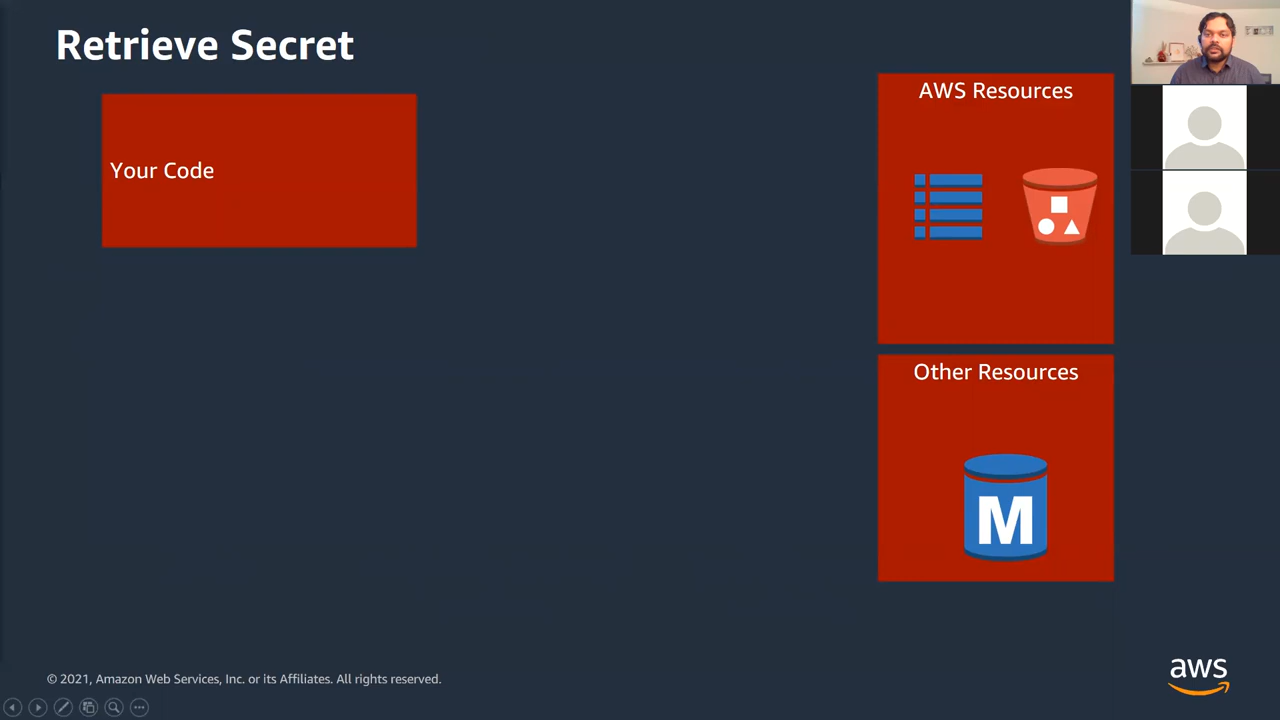 Retrieve Secret
Your Code
AWS Resources
Other Resources
M
© 2021, Amazon Web Services, Inc. or its Affiliates. All rights reserved.
aws